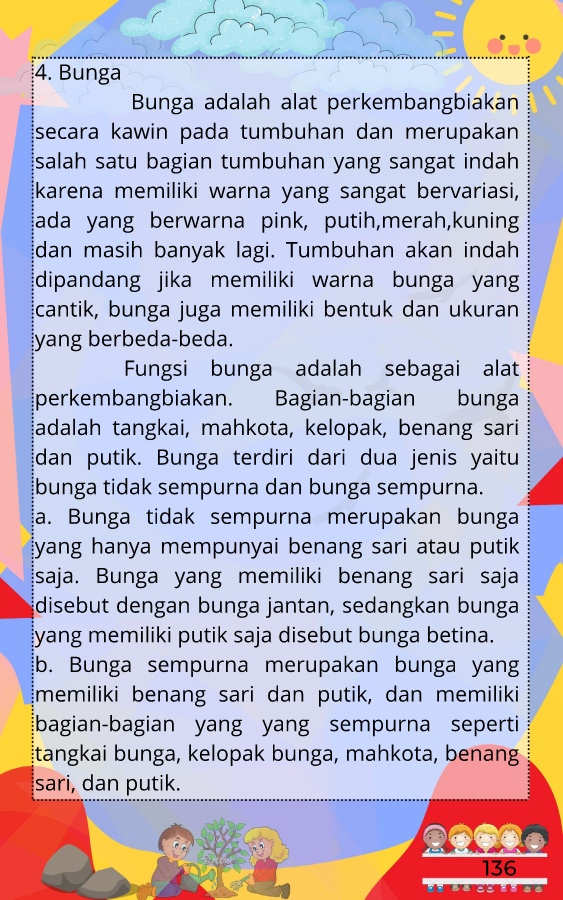 4. Bunga
Bunga adalah alat perkembangbiakan
secara kawin pada tumbuhan dan merupakan
salah satu bagian tumbuhan yang sangat indah
karena memiliki warna yang sangat bervariasi,
ada yang berwarna pink, putih,merah,kuning
dan masih banyak lagi. Tumbuhan akan indah
dipandang jika memiliki warna bunga yang
cantik, bunga juga memiliki bentuk dan ukuran
yang berbeda-beda.
Fungsi bunga adalah sebagai alat
perkembangbiakan. Bagian-bagian bunga
adalah tangkai, mahkota, kelopak, benang sari
dan putik. Bunga terdiri dari dua jenis yaitu
bunga tidak sempurna dan bunga sempurna.
a. Bunga tidak sempurna merupakan bunga
yang hanya mempunyai benang sari atau putik
saja. Bunga yang memiliki benang sari saja
disebut dengan bunga jantan, sedangkan bunga
yang memiliki putik saja disebut bunga betina.
b. Bunga sempurna merupakan bunga yang
memiliki benang sari dan putik, dan memiliki
bagian-bagian yang yang sempurna seperti
tangkai bunga, kelopak bunga, mahkota, benang
sari, dan putik.
136